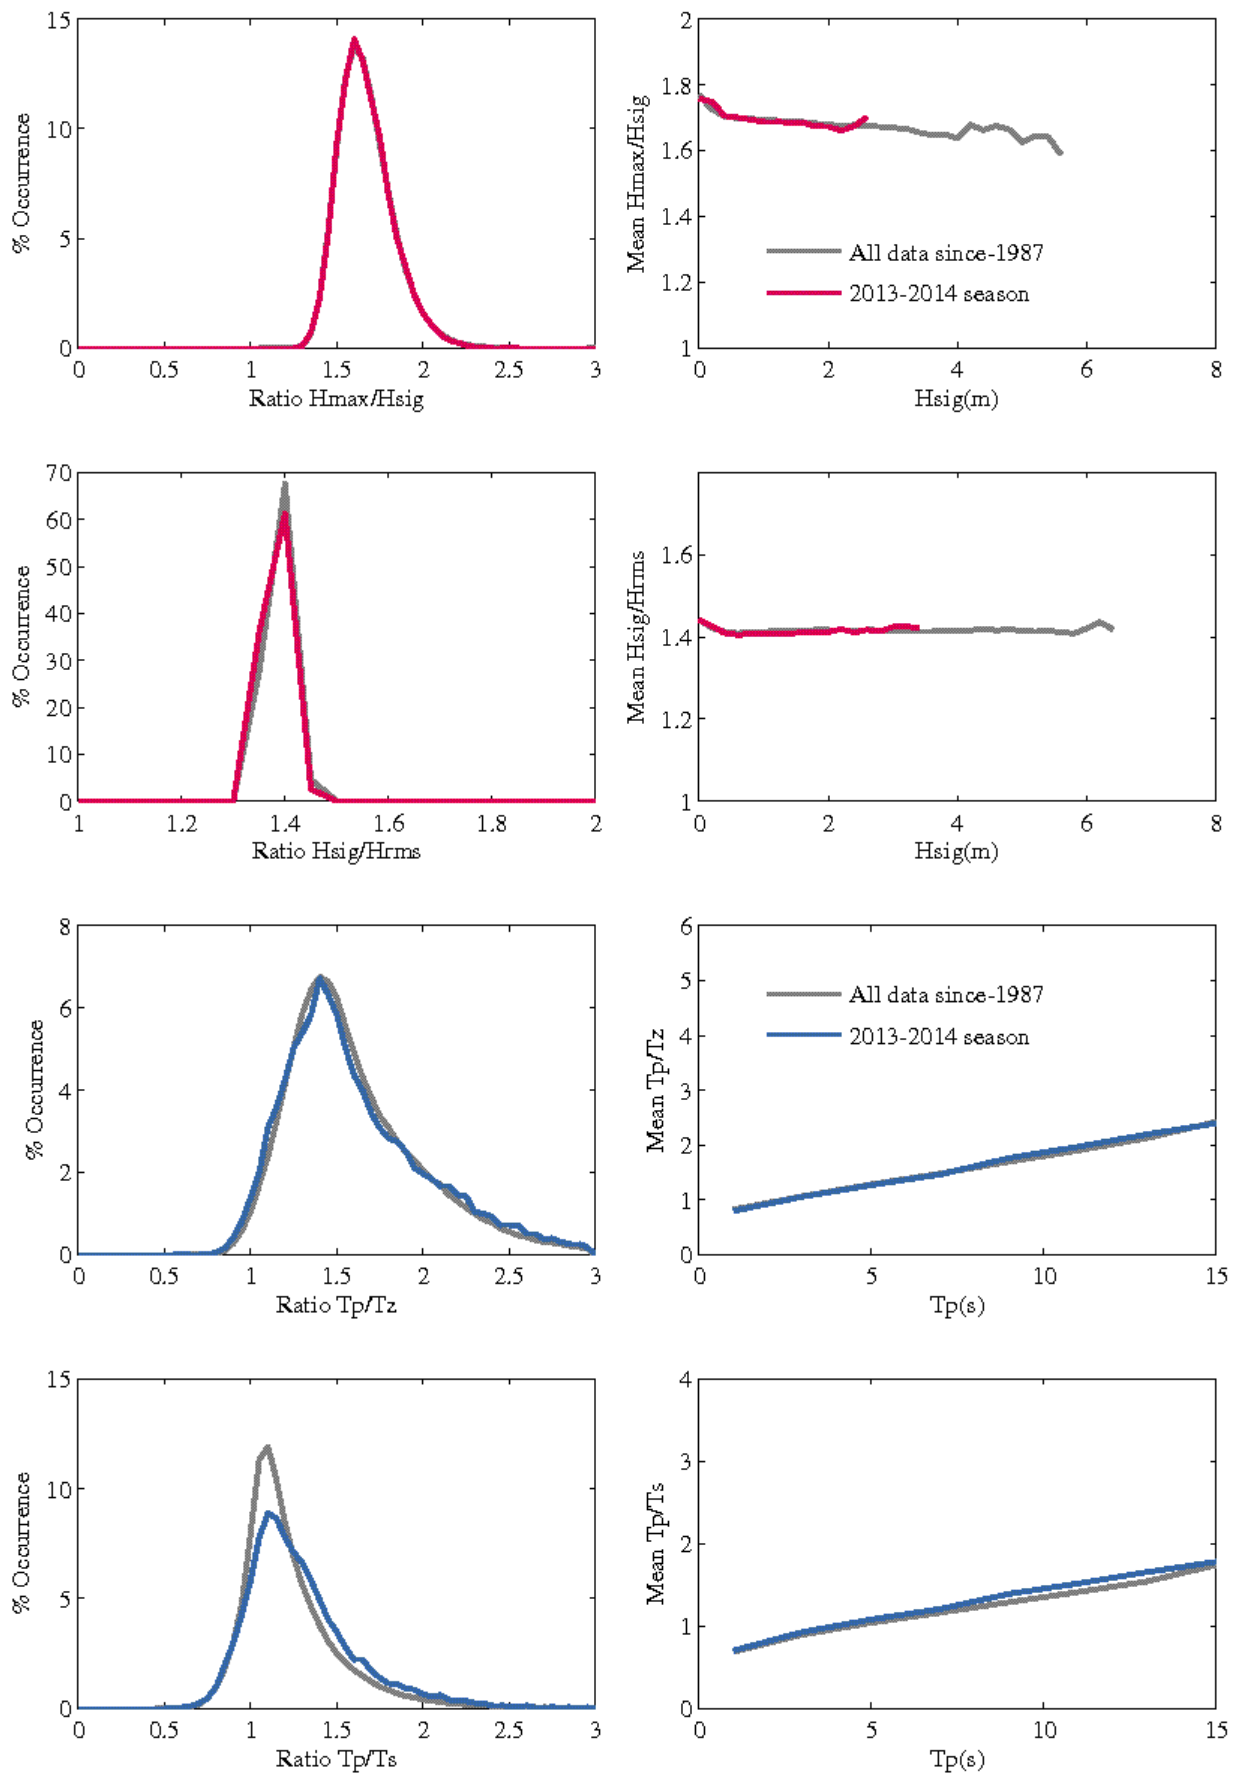 15
10
5
0
% Occurrence
0 0.5 1 1.5 2 2.5 3
Ratio Hmax/Hsig
2
1.8
1.6
1.4
1.2
1
Mean Hmax/Hsig
All data since-1987
2013-2014 season
0 2 4 6 8
Hsig(m)
70
60
50
40
30
20
10
0
% Occurrence
1 1.2 1.4 1.6 1.8 2
Ratio Hsig/Hrms
1.6
1.4
1.2
1
Mean Hsig/Hrms
0 2 4 6 8
Hsig(m)
8
6
4
2
0
% Occurrence
0 0.5 1 1.5 2 2.5 3
Ratio Tp/Tz
6
5
4
3
2
1
0
Mean Tp/Tz
All data since-1987
2013-2014 season
0 5 10 15
Tp(s)
15
10
5
0
% Occurrence
0 0.5 1 1.5 2 2.5 3
Ratio Tp/Ts
4
3
2
1
0
Mean Tp/Ts
0 5 10 15
Tp(s)